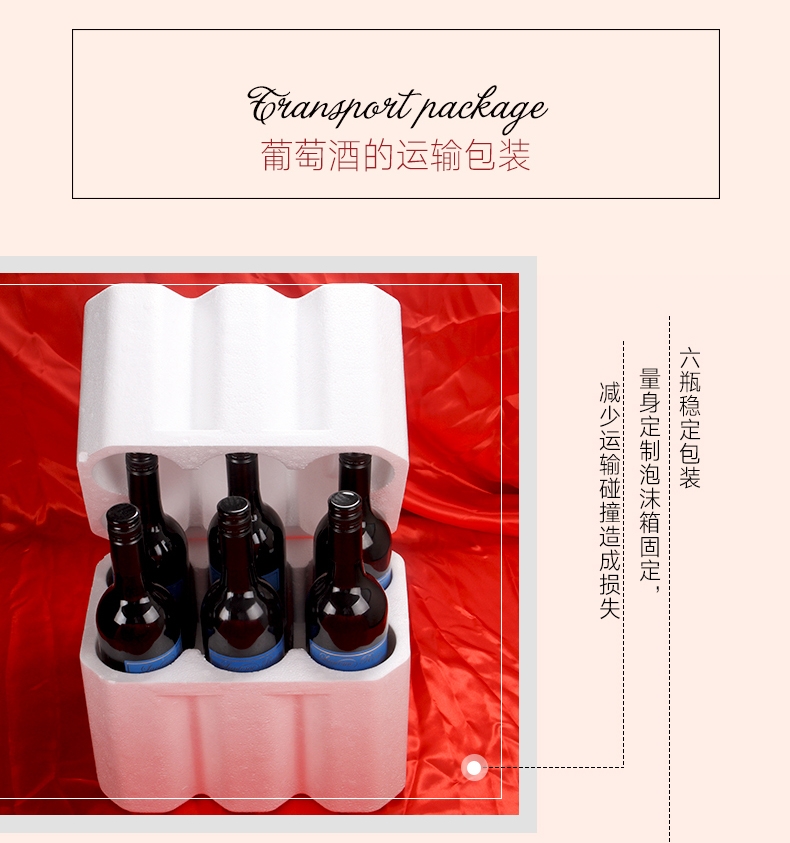 Transport package
葡萄酒的运输包装
六瓶稳定包装
量身定制泡沫箱固定，
减少运输碰撞造成损失